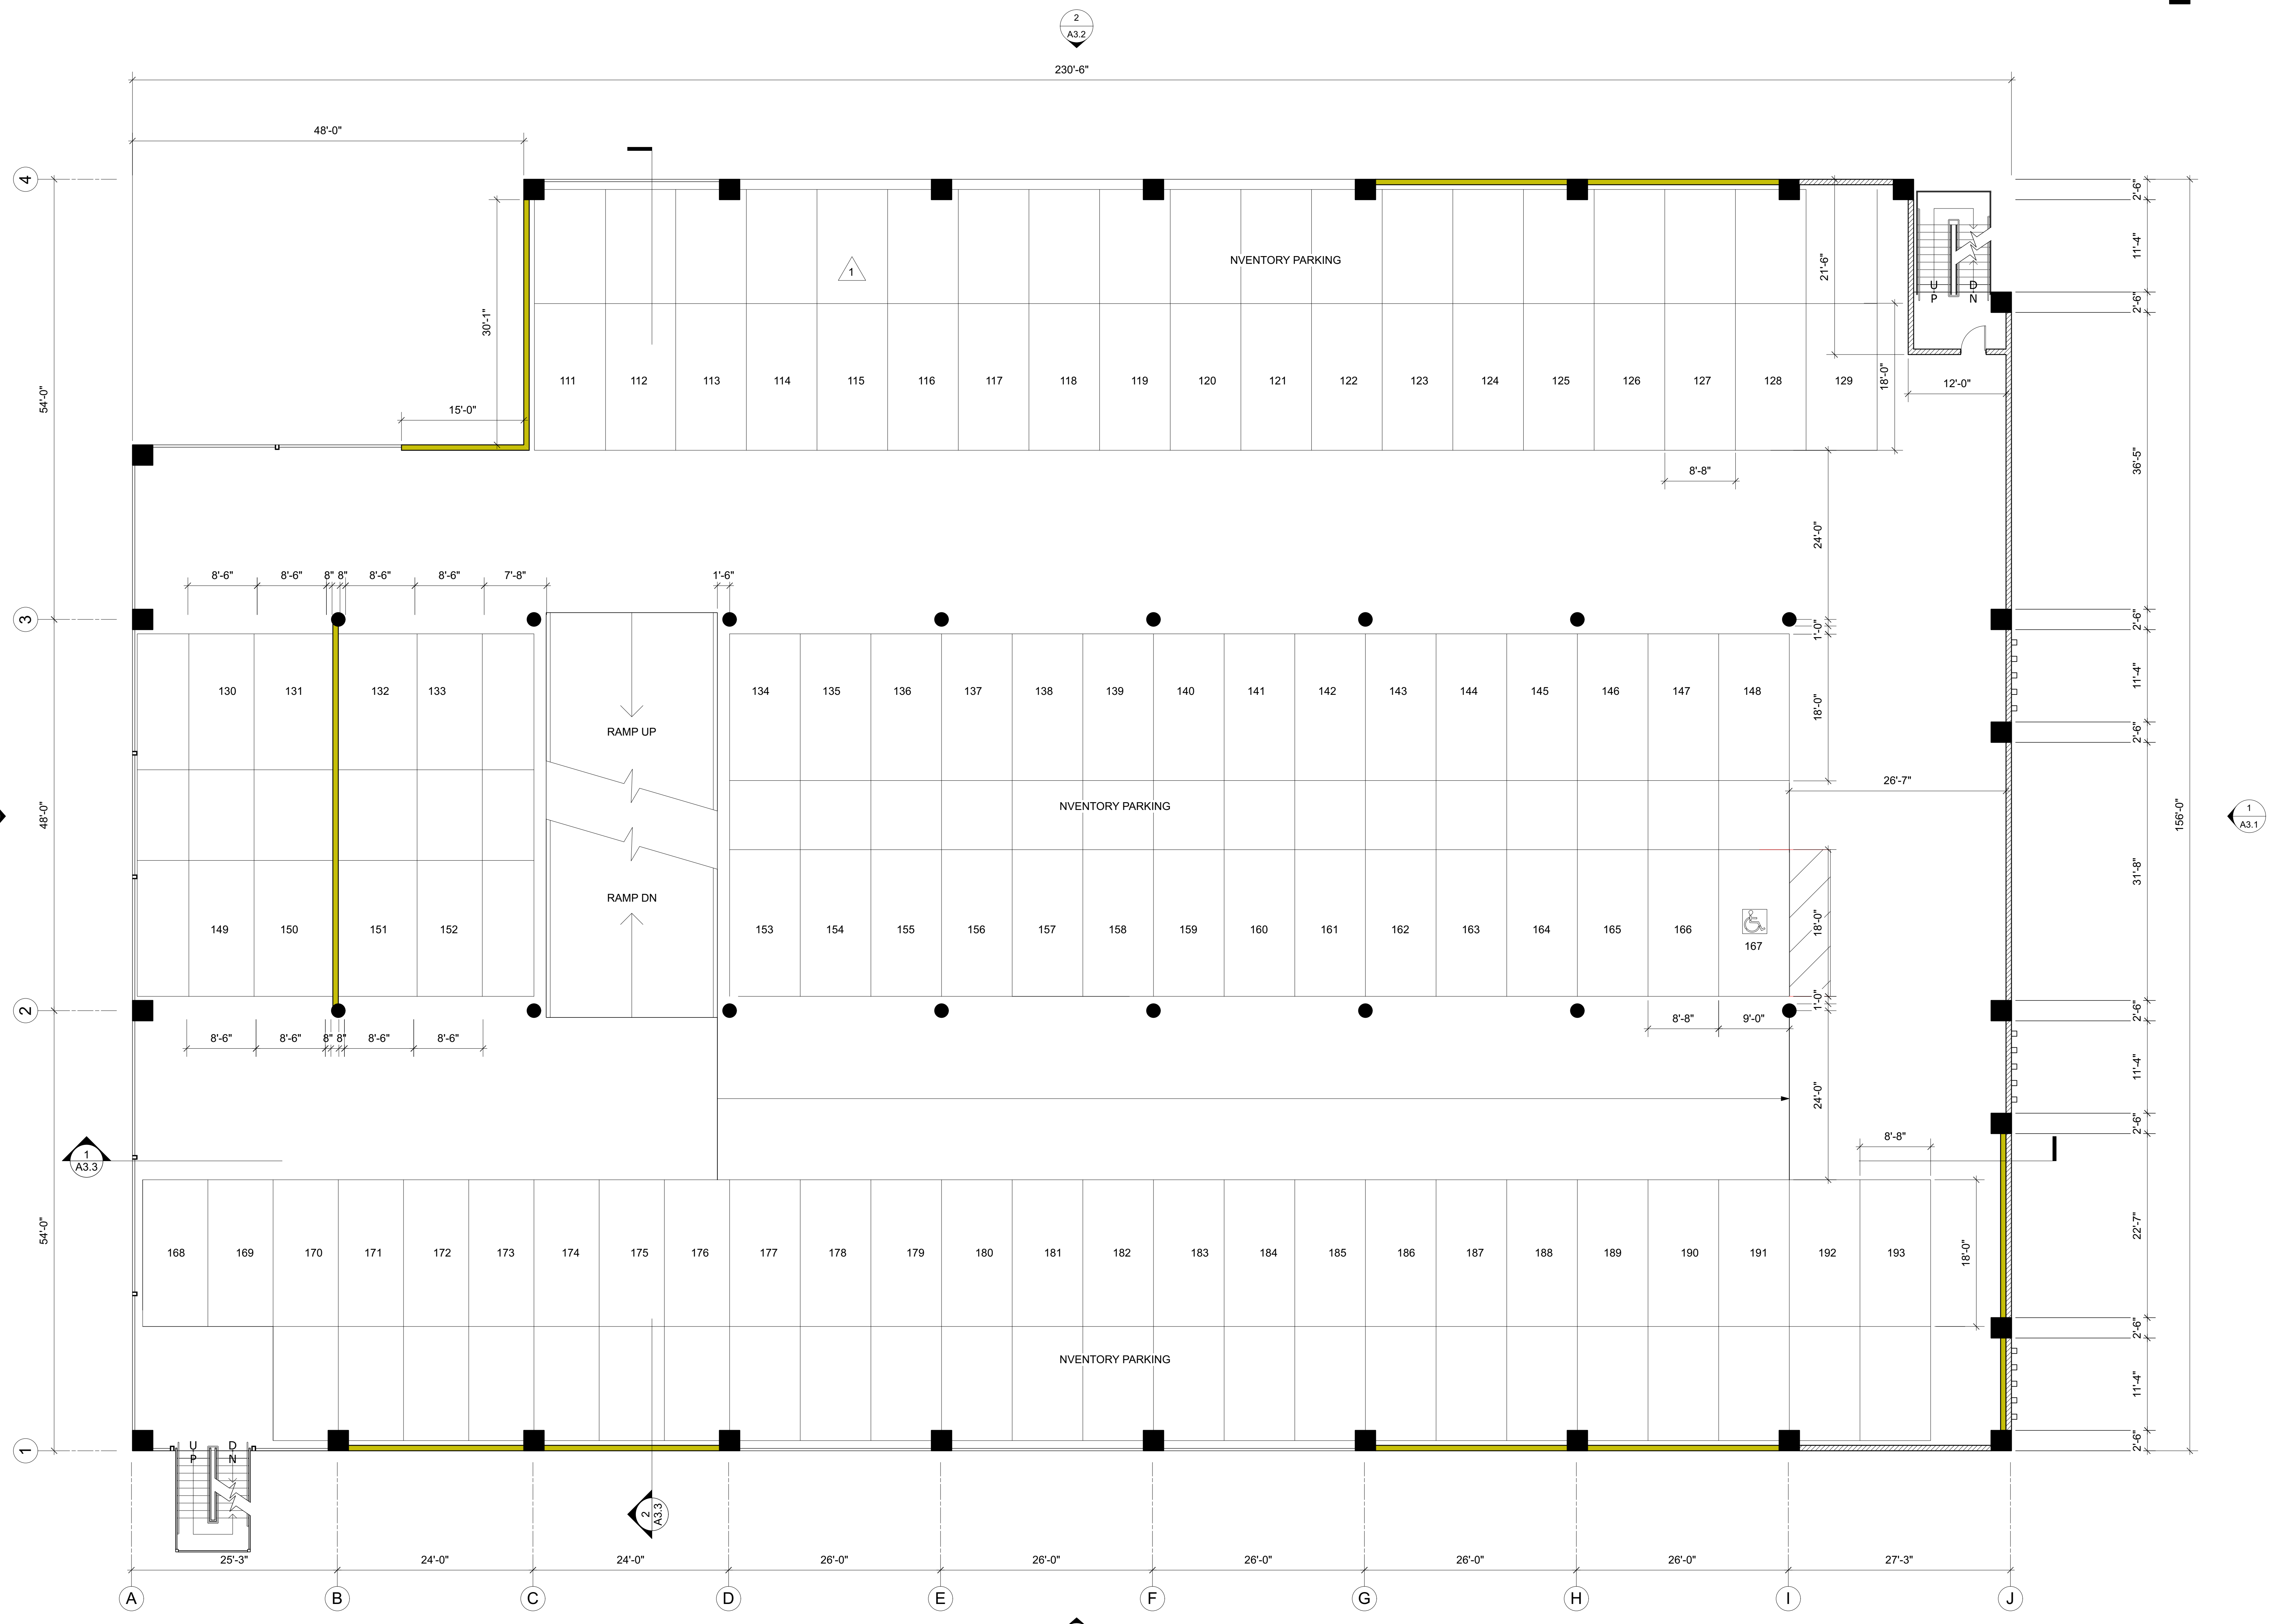 2
A3.2
230'-6"
48'-0"
4
2'-6"
11'-4"
NVENTORY PARKING
1
21'-6"
U
P
D
N
2'-6"
30'-1"
111 112 113 114 115 116 117 118 119 120 121 122 123 124 125 126 127 128 129
18'-0"
12'-0"
54'-0"
15'-0"
36'-5"
8'-8"
24'-0"
8'-6" 8'-6" 8" 8" 8'-6" 8'-6" 7'-8" 1'-6"
3
2'-6"
1'-0"
130 131 132 133 134 135 136 137 138 139 140 141 142 143 144 145 146 147 148
18'-0"
11'-4"
RAMP UP
2'-6"
26'-7"
48'-0"
NVENTORY PARKING
156'-0"
1
A3.1
31'-8"
RAMP DN
149 150 151 152 153 154 155 156 157 158 159 160 161 162 163 164 165 166
167
18'-0"
1'-0"
2
2'-6"
8'-8" 9'-0"
8'-6" 8'-6" 8" 8" 8'-6" 8'-6"
11'-4"
24'-0"
2'-6"
8'-8"
1
A3.3
54'-0"
22'-7"
168 169 170 171 172 173 174 175 176 177 178 179 180 181 182 183 184 185 186 187 188 189 190 191 192 193
18'-0"
2'-6"
NVENTORY PARKING
11'-4"
2'-6"
1
U
P
D
N
2
A3.3
25'-3" 24'-0" 24'-0" 26'-0" 26'-0" 26'-0" 26'-0" 26'-0" 27'-3"
A B C D E F G H I J